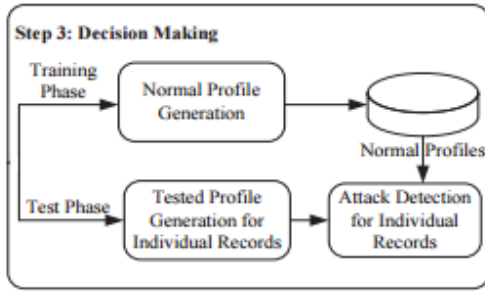 Step 3: Decision Making
Training
Phase
Normal Profile
Generation
Normal Profiles
Test Phase
Tested Profile
Generation for
Individual Records
Attack Detection
for Individual
Records